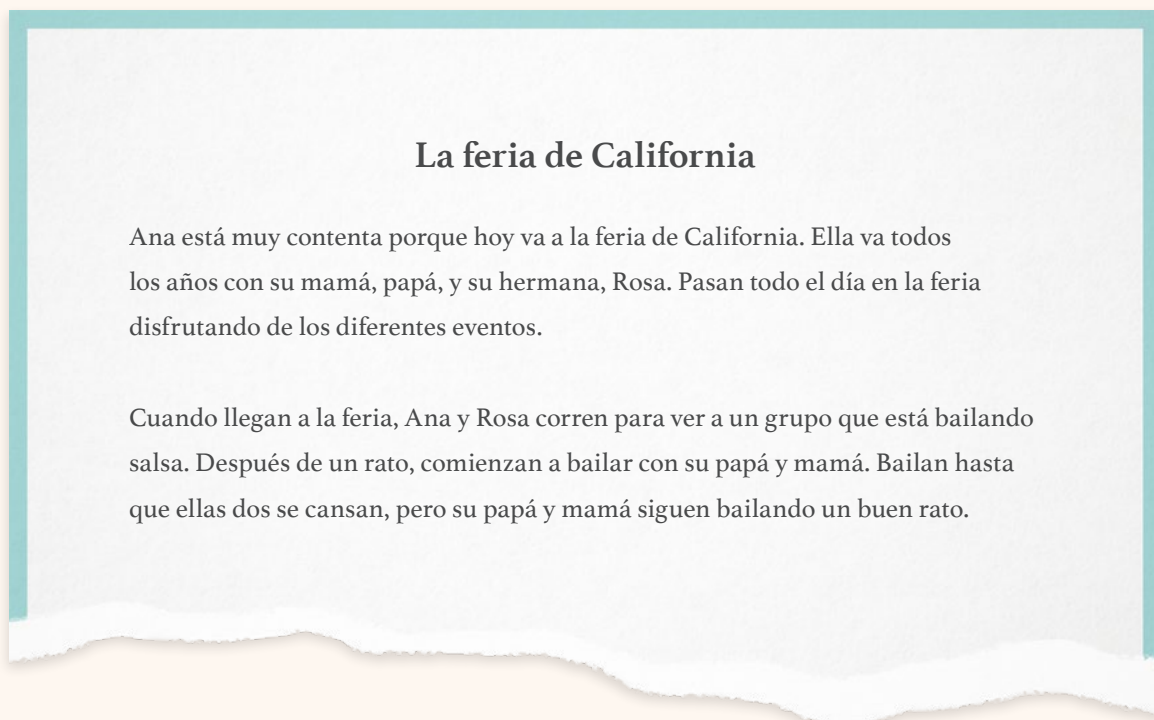 La feria de California
Ana está muy contenta porque hoy va a la feria de California. Ella va todos
los años con su mamá, papá, y su hermana, Rosa. Pasan todo el día en la feria
disfrutando de los diferentes eventos.
Cuando llegan a la feria, Ana y Rosa corren para ver a un grupo que está bailando
salsa. Después de un rato, comienzan a bailar con su papá y mamá. Bailan hasta
que ellas dos se cansan, pero su papá y mamá siguen bailando un buen rato.